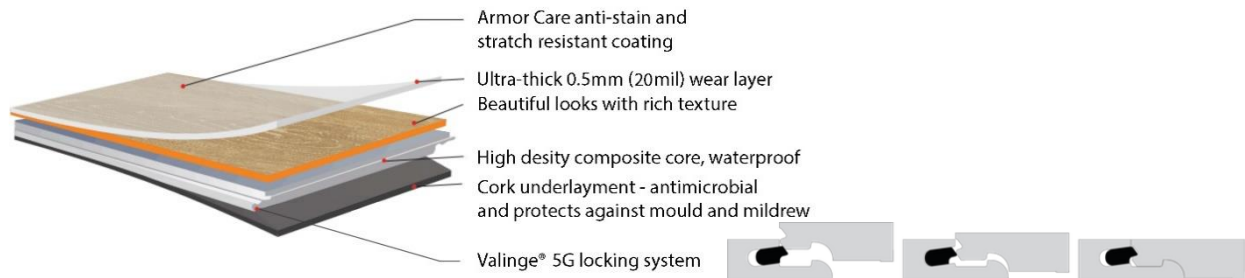 Armor Care anti-stain and
stratch resistant coating
Ultra-thick 0.5mm (20mil) wear layer
Beautiful looks with rich texture
High desity composite core, waterproof
Cork underlayment - antimicrobial
and protects against mould and mildrew
Valinge® 5G locking system